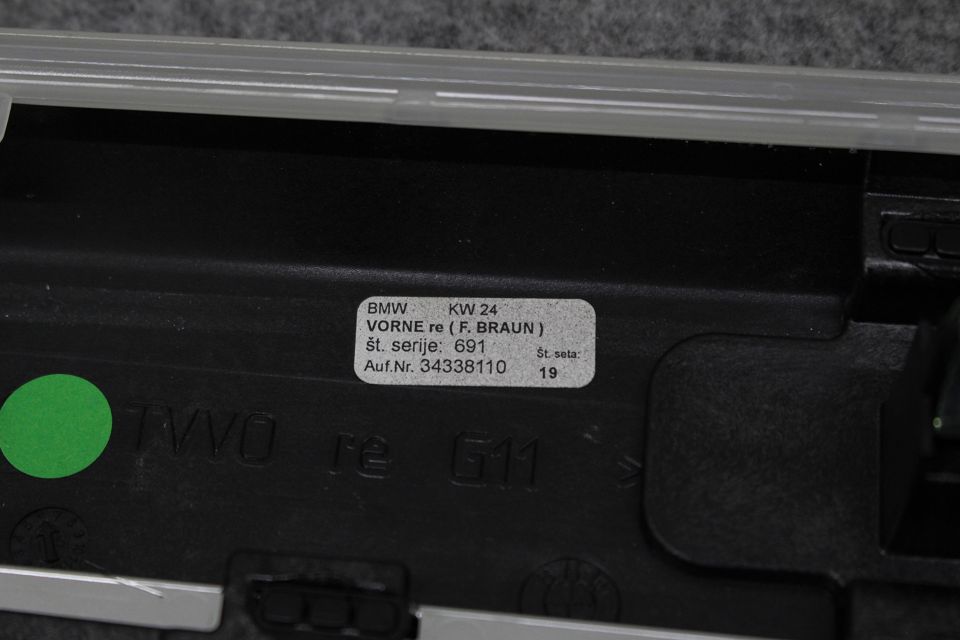 BMW KW 24
VORNE re ( F. BRAUN )
št. serije: 691
Št. seta:
Auf.Nr. 34338110
19
TVVO re G11 >